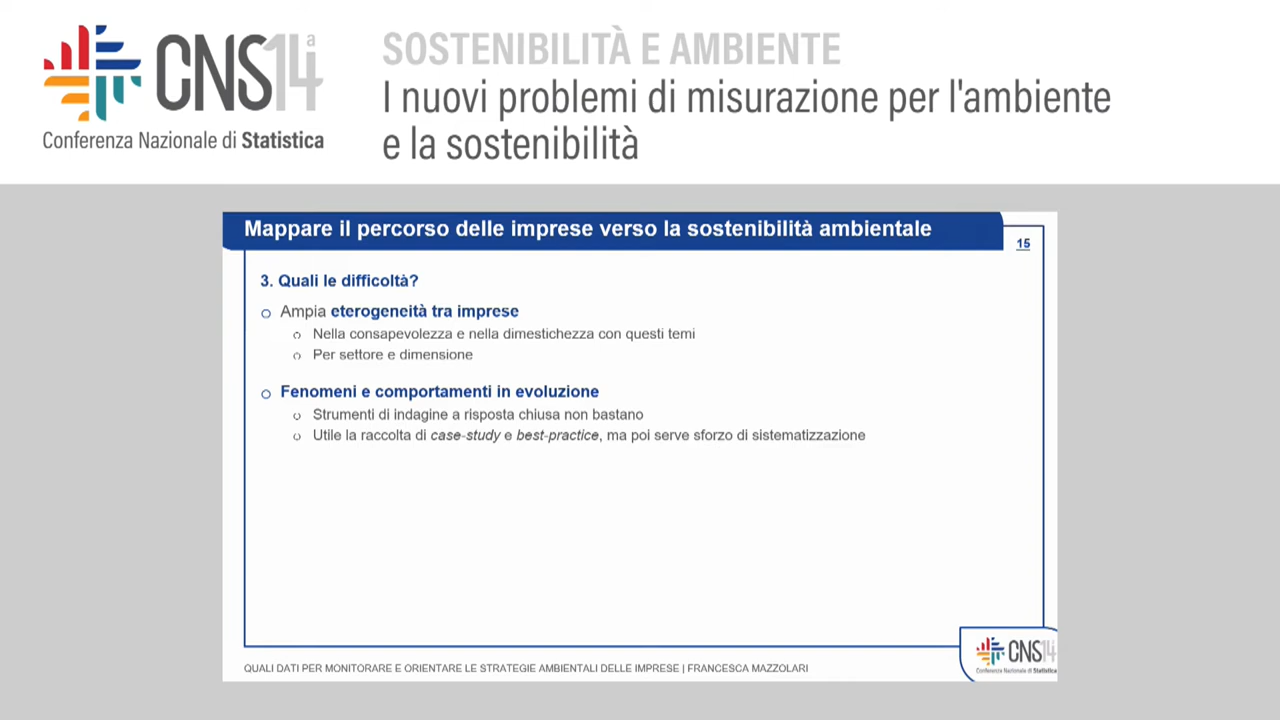 CNS14ª
Conferenza Nazionale di Statistica
SOSTENIBILITÀ E AMBIENTE
I nuovi problemi di misurazione per l'ambiente
e la sostenibilità
Mappare il percorso delle imprese verso la sostenibilità ambientale
15
3. Quali le difficoltà?
Ampia eterogeneità tra imprese
Nella consapevolezza e nella dimestichezza con questi temi
Per settore e dimensione
Fenomeni e comportamenti in evoluzione
Strumenti di indagine a risposta chiusa non bastano
Utile la raccolta di case-study e best-practice, ma poi serve sforzo di sistematizzazione
QUALI DATI PER MONITORARE E ORIENTARE LE STRATEGIE AMBIENTALI DELLE IMPRESE | FRANCESCA MAZZOLARI
CNS14
Conferenza Nazionale di Statistica